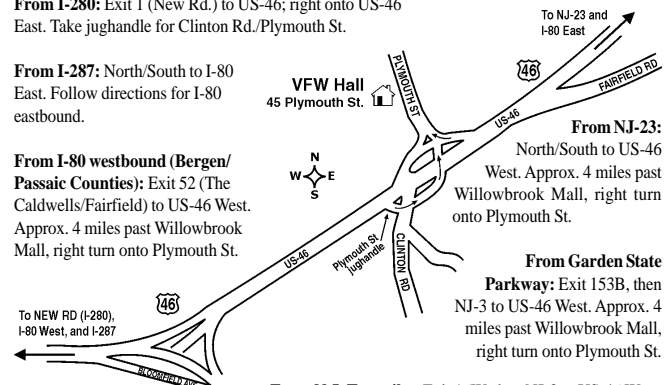 From I-280: Exit 1 (New Rd.) to US-46; right onto US-46
East. Take jughandle for Clinton Rd./Plymouth St.
From I-287: North/South to I-80
East. Follow directions for I-80
eastbound.
From I-80 westbound (Bergen/
Passaic Counties): Exit 52 (The
Caldwells/Fairfield) to US-46 West.
Approx. 4 miles past Willowbrook
Mall, right turn onto Plymouth St.
To NJ-23 and
I-80 East
46
FAIRFIELD RD
PLYMOUTH ST
VFW Hall
45 Plymouth St.
US-46
N
W E
S
From NJ-23:
North/South to US-46
West. Approx. 4 miles past
Willowbrook Mall, right turn
onto Plymouth St.
Plymouth St
jughandle
CLINTON RD
US-46
From Garden State
Parkway: Exit 153B, then
NJ-3 to US-46 West. Approx. 4
miles past Willowbrook Mall,
right turn onto Plymouth St.
46
To NEW RD (I-280),
I-80 West, and I-287
BLOOMFIELD AVE